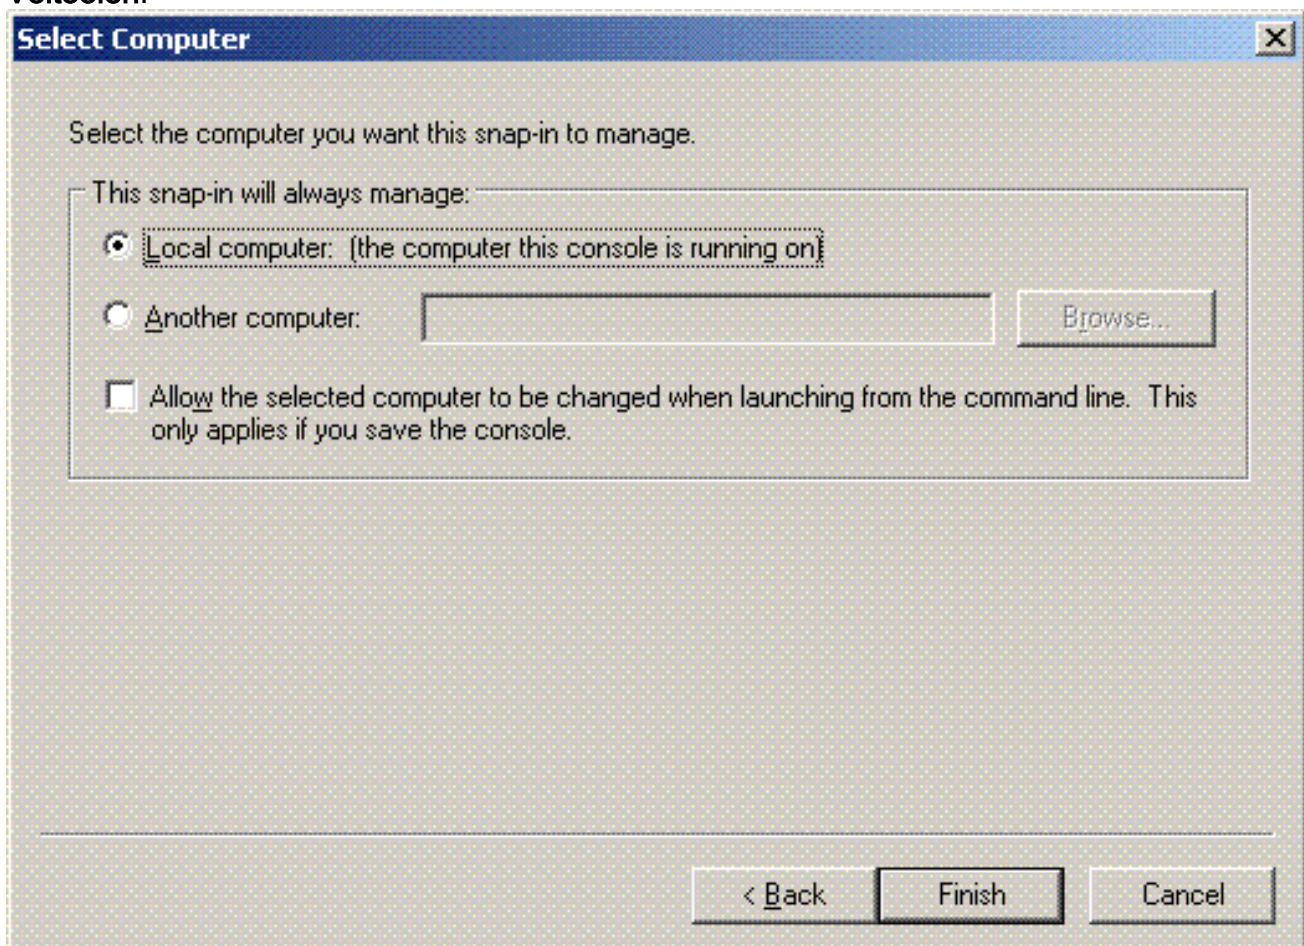 Select Computer
Select the computer you want this snap-in to manage.
This snap-in will always manage:
Local computer: (the computer this console is running on)
Another computer:
Browse...
Allow the selected computer to be changed when launching from the command line. This
only applies if you save the console.
< Back
Finish
Cancel